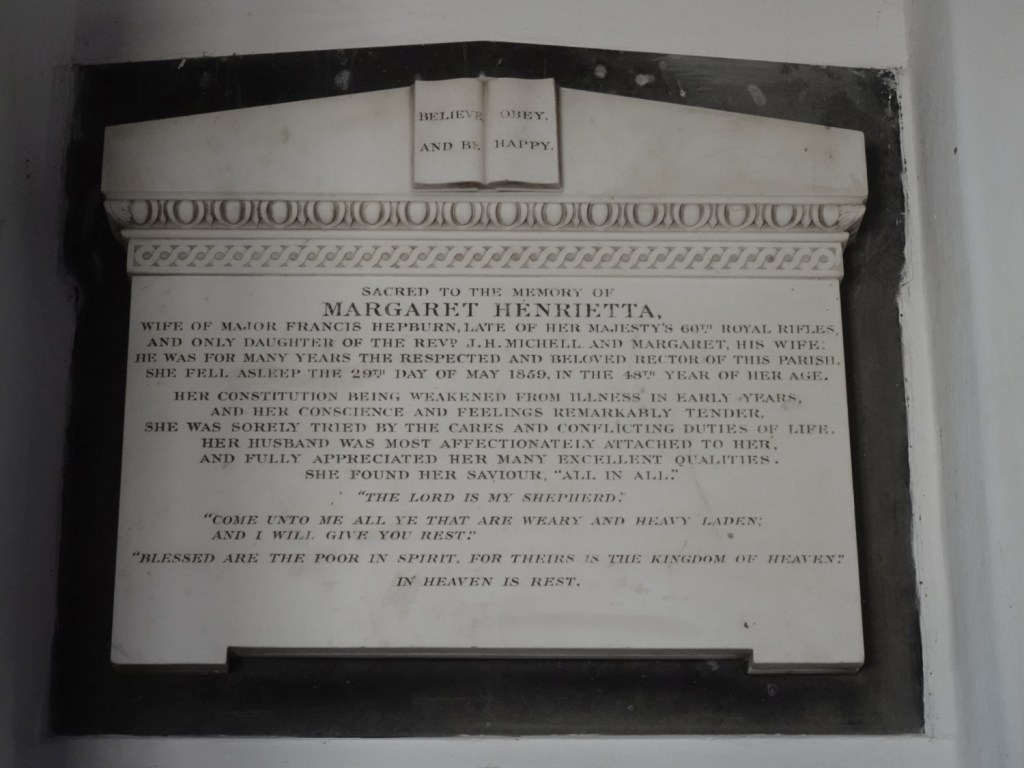 BELIEVE OBEY,
AND BE HAPPY.
SACRED TO THE MEMORY OF
MARGARET HENRIETTA,
WIFE OF MAJOR FRANCIS HEPBURN, LATE OF HER MAJESTY'S 60TH ROYAL RIFLES,
AND ONLY DAUGHTER OF THE REVD. J. H. MICHELL AND MARGARET, HIS WIFE:
HE WAS FOR MANY YEARS THE RESPECTED AND BELOVED RECTOR OF THIS PARISH.
SHE FELL ASLEEP THE 29TH DAY OF MAY 1859, IN THE 48TH YEAR OF HER AGE.
HER CONSTITUTION BEING WEAKENED FROM ILLNESS IN EARLY YEARS,
AND HER CONSCIENCE AND FEELINGS REMARKABLY TENDER,
SHE WAS SORELY TRIED BY THE CARES AND CONFLICTING DUTIES OF LIFE.
HER HUSBAND WAS MOST AFFECTIONATELY ATTACHED TO HER,
AND FULLY APPRECIATED HER MANY EXCELLENT QUALITIES.
SHE FOUND HER SAVIOUR, "ALL IN ALL."
"THE LORD IS MY SHEPHERD."
"COME UNTO ME ALL YE THAT ARE WEARY AND HEAVY LADEN;
AND I WILL GIVE YOU REST."
"BLESSED ARE THE POOR IN SPIRIT, FOR THEIRS IS THE KINGDOM OF HEAVEN."
IN HEAVEN IS REST.